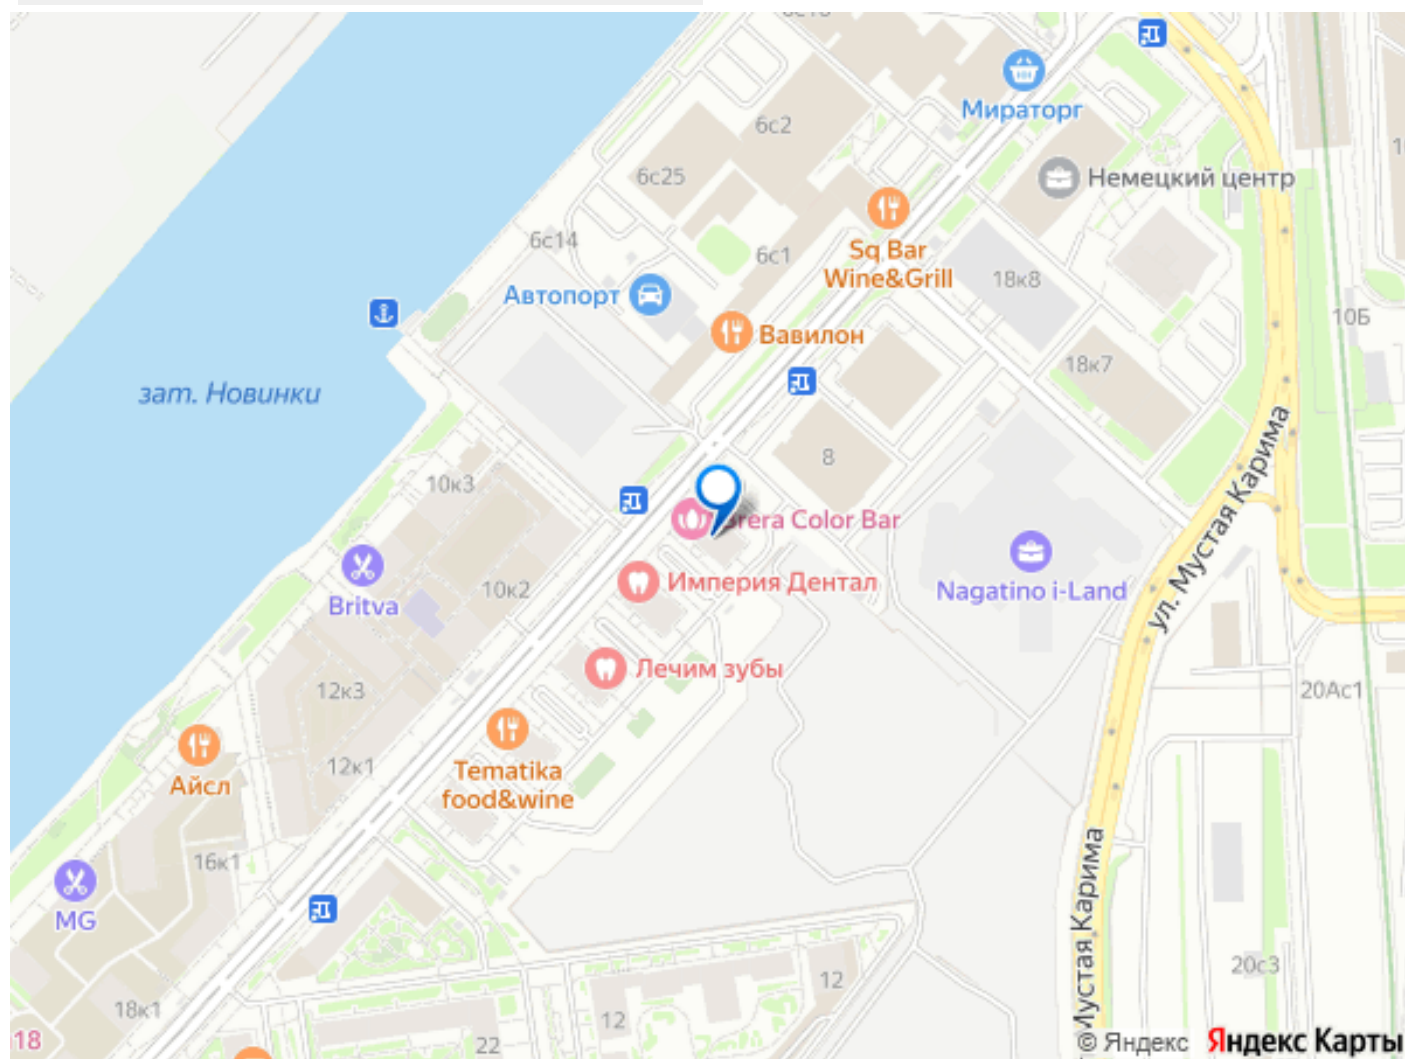 Мираторг
6с2
6с25
Немецкий центр
6с14
6с1
Sq Bar
Wine&Grill
18к8
Автопорт
10Б
Вавилон
18к7
зат. Новинки
8
10к3
Brera Color Bar
ул. Мустая Карима
Империя Дентал
Nagatino i-Land
10к2
Britva
Лечим зубы
12к3
20Ас1
Айсл
12к1
Tematika
food&wine
16к1
MG
Мустая Карима
20с3
12
18к1
12
18
22
© Яндекс
Яндекс Карты